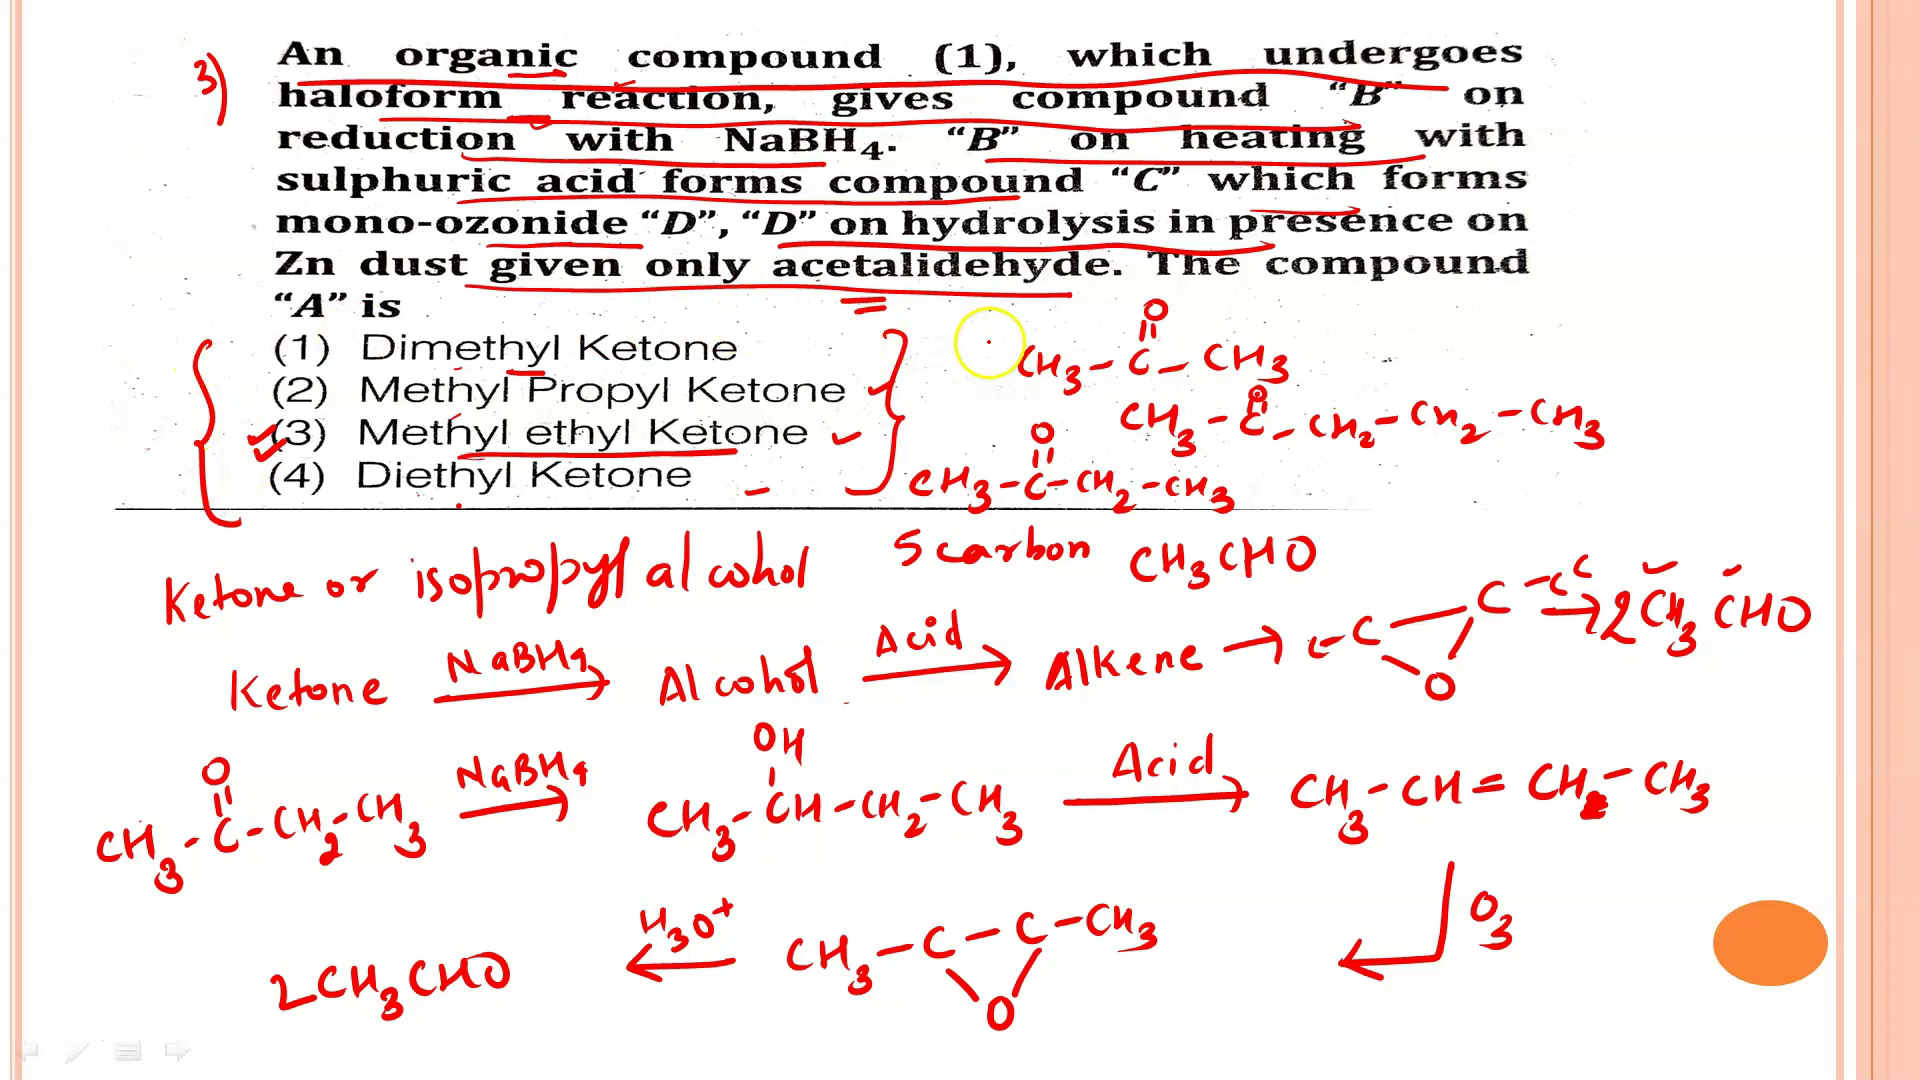 3)
An organic compound (1), which undergoes
haloform reaction, gives compound “B” on
reduction with NaBH4. “B” on heating with
sulphuric acid forms compound “C” which forms
mono-ozonide “D”, “D” on hydrolysis in presence on
Zn dust given only acetalidehyde. The compound
“A” is
(1) Dimethyl Ketone
(2) Methyl Propyl Ketone
(3) Methyl ethyl Ketone
(4) Diethyl Ketone
O
CH3-C-CH3
O
CH3-C-CH2-CH2-CH3
O
CH3-C-CH2-CH3
Ketone or isopropyl alcohol 5 carbon CH3CHO
Ketone NaBH4 Alcohol Acid Alkene → C-C C-C → 2CH3CHO
O
O OH
CH3-C-CH2-CH3 NaBH4 CH3-CH-CH2-CH3 Acid CH3-CH=CH-CH3
O3
2CH3CHO H3O+ CH3-C-C-CH3
O